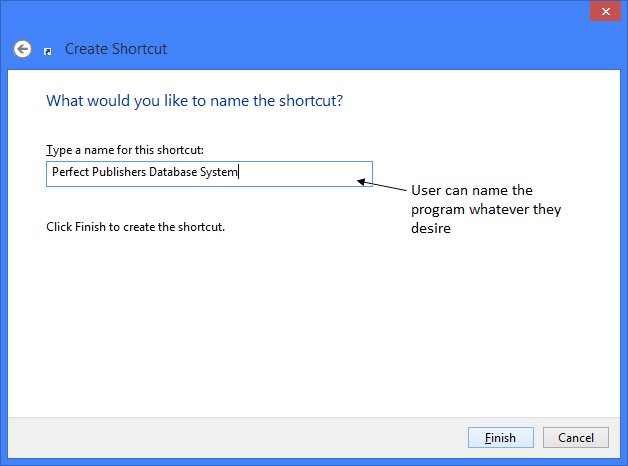 Create Shortcut
What would you like to name the shortcut?
Type a name for this shortcut:
Perfect Publishers Database System
User can name the
program whatever they
desire
Click Finish to create the shortcut.
Finish
Cancel